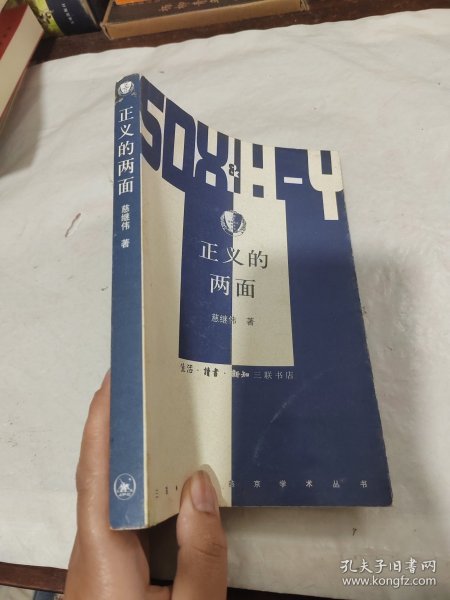 正义的两面
慈继伟 著
SDX & H-Y
正义的
两面
慈继伟 著
生活·讀書·新知三联书店
京学术丛书
孔夫子旧书网
www.kongfz.com